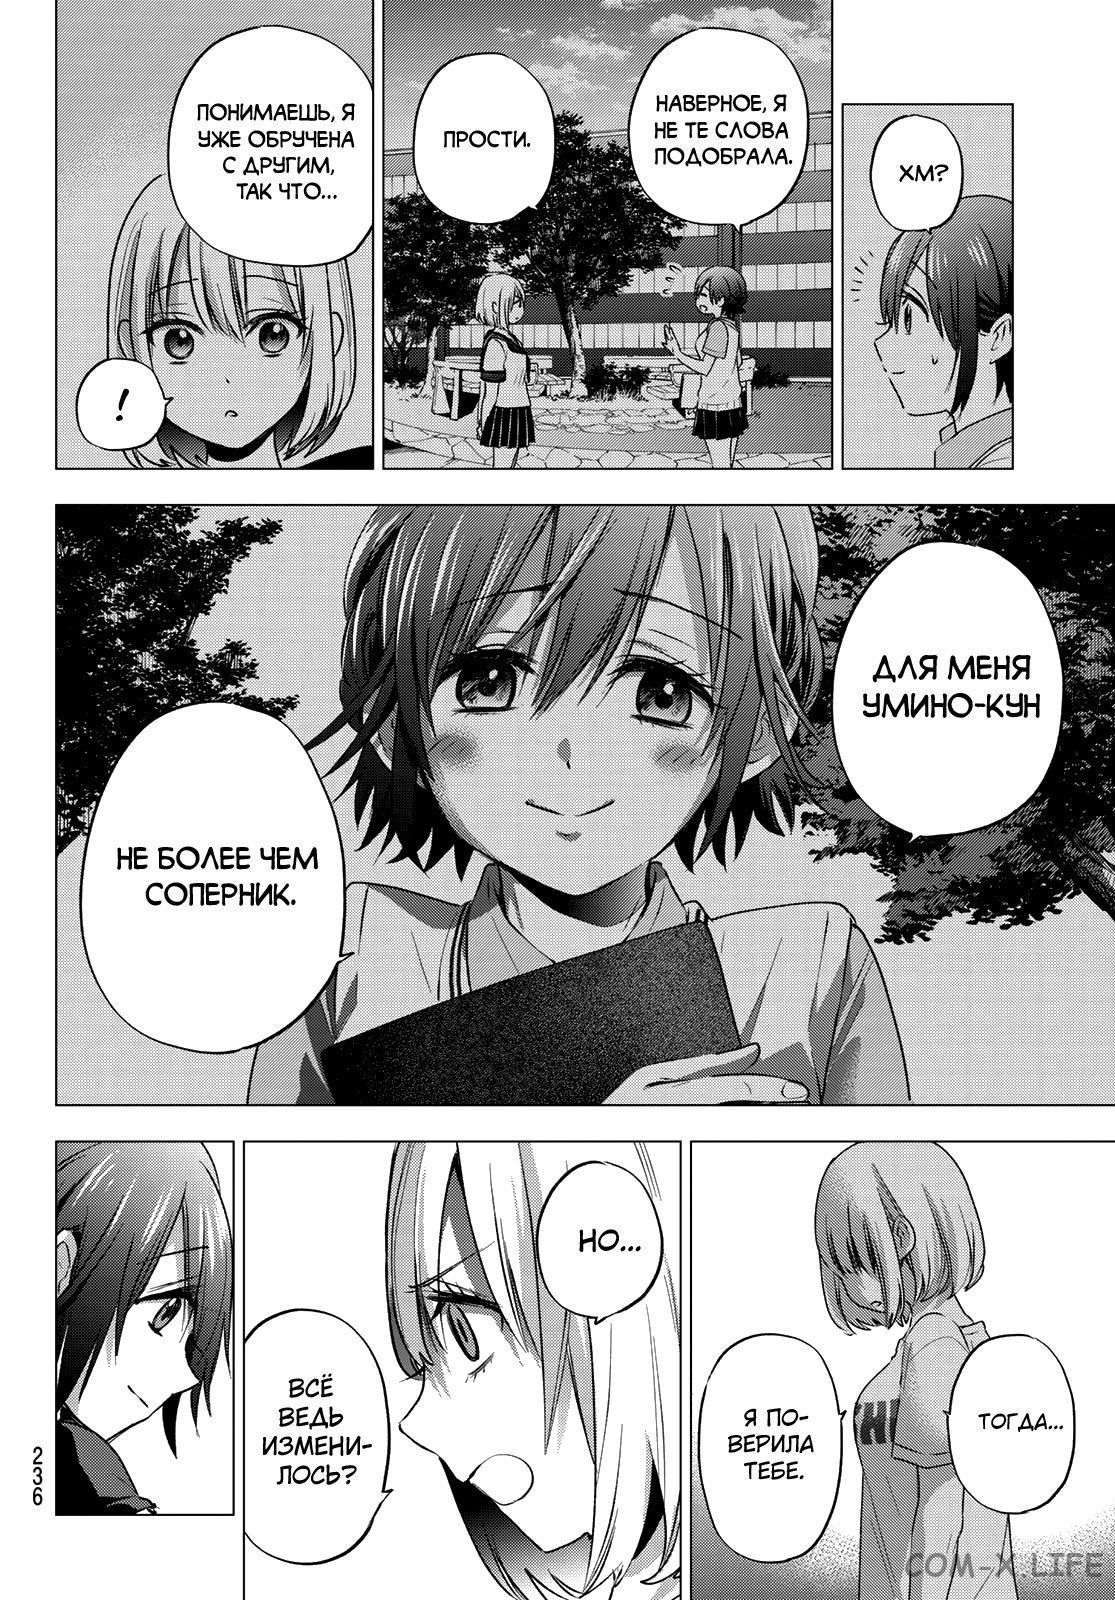 ХМ?
НАВЕРНОЕ, Я
НЕ ТЕ СЛОВА
ПОДОБРАЛА.
ПРОСТИ.
ПОНИМАЕШЬ, Я
УЖЕ ОБРУЧЕНА
С ДРУГИМ,
ТАК ЧТО...
!
ДЛЯ МЕНЯ
УМИНО-КУН
НЕ БОЛЕЕ ЧЕМ
СОПЕРНИК.
ТОГДА...
Я ПО-
ВЕРИЛА
ТЕБЕ.
НО...
ВСЁ
ВЕДЬ
ИЗМЕНИ-
ЛОСЬ?
236
COM-X.LIFE